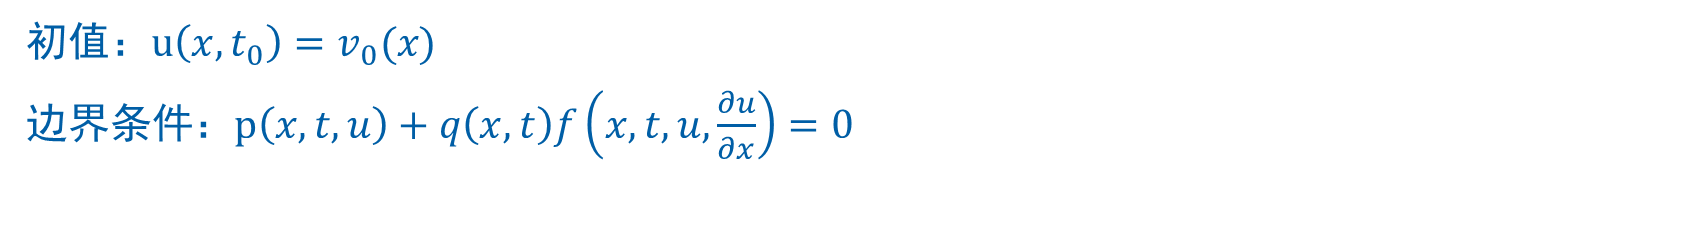 初值：u(x, t₀) = v₀(x)
边界条件：p(x, t, u) + q(x, t)f(x, t, u, ∂u/∂x) = 0